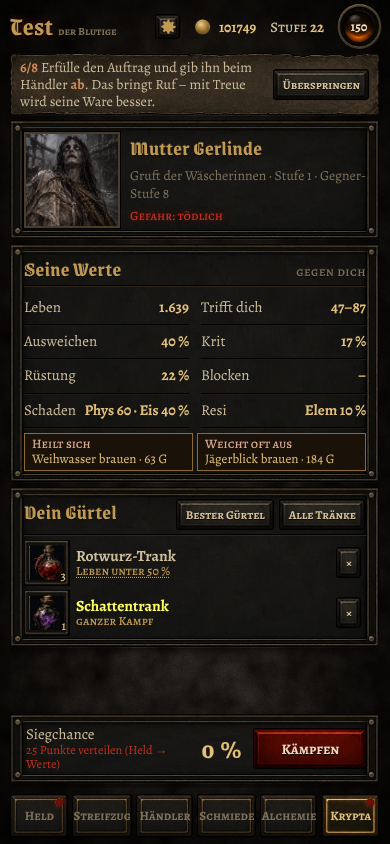 Test DER BLUTIGE 101749 STUFE 22 150
6/8 Erfülle den Auftrag und gib ihn beim
Händler ab. Das bringt Ruf – mit Treue
wird seine Ware besser.
ÜBERSPRINGEN
Mutter Gerlinde
Gruft der Wäscherinnen · Stufe 1 · Gegner-
Stufe 8
GEFAHR: TÖDLICH
Seine Werte GEGEN DICH
Leben 1.639 Trifft dich 47–87
Ausweichen 40 % Krit 17 %
Rüstung 22 % Blocken –
Schaden Phys 60 · Eis 40 % Resi Elem 10 %
HEILT SICH
Weihwasser brauen · 63 G
WEICHT OFT AUS
Jägerblick brauen · 184 G
Dein Gürtel BESTER GÜRTEL ALLE TRÄNKE
Rotwurz-Trank
LEBEN UNTER 50 %
3
×
Schattentrank
GANZER KAMPF
1
×
Siegchance
25 Punkte verteilen (Held →
Werte)
0 %
KÄMPFEN
HELD STREIFZUG HÄNDLER SCHMIEDE ALCHEMIE KRYPTA